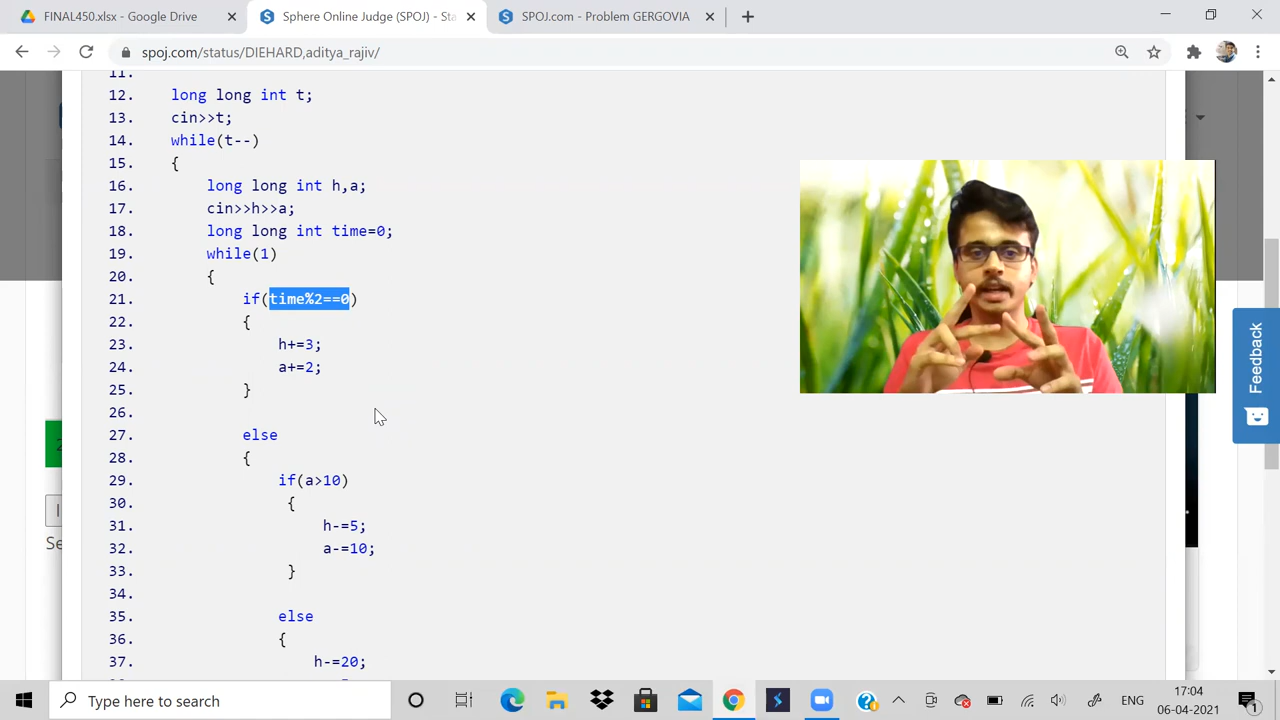 FINAL450.xlsx - Google Drive
Sphere Online Judge (SPOJ) - Sta
SPOJ.com - Problem GERGOVIA
spoj.com/status/DIEHARD,aditya_rajiv/
11.
12. long long int t;
13. cin>>t;
14. while(t--)
15. {
16. long long int h,a;
17. cin>>h>>a;
18. long long int time=0;
19. while(1)
20. {
21. if(time%2==0)
22. {
23. h+=3;
24. a+=2;
25. }
26.
27. else
28. {
29. if(a>10)
30. {
31. h-=5;
32. a-=10;
33. }
34.
35. else
36. {
37. h-=20;
Feedback
Se
Type here to search
ENG
17:04
06-04-2021